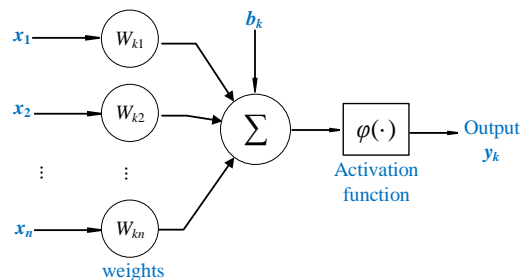 x1 Wk1 bk
x2 Wk2 Σ φ(·) Output
yk
Activation
function
⋮ ⋮
xn Wkn
weights